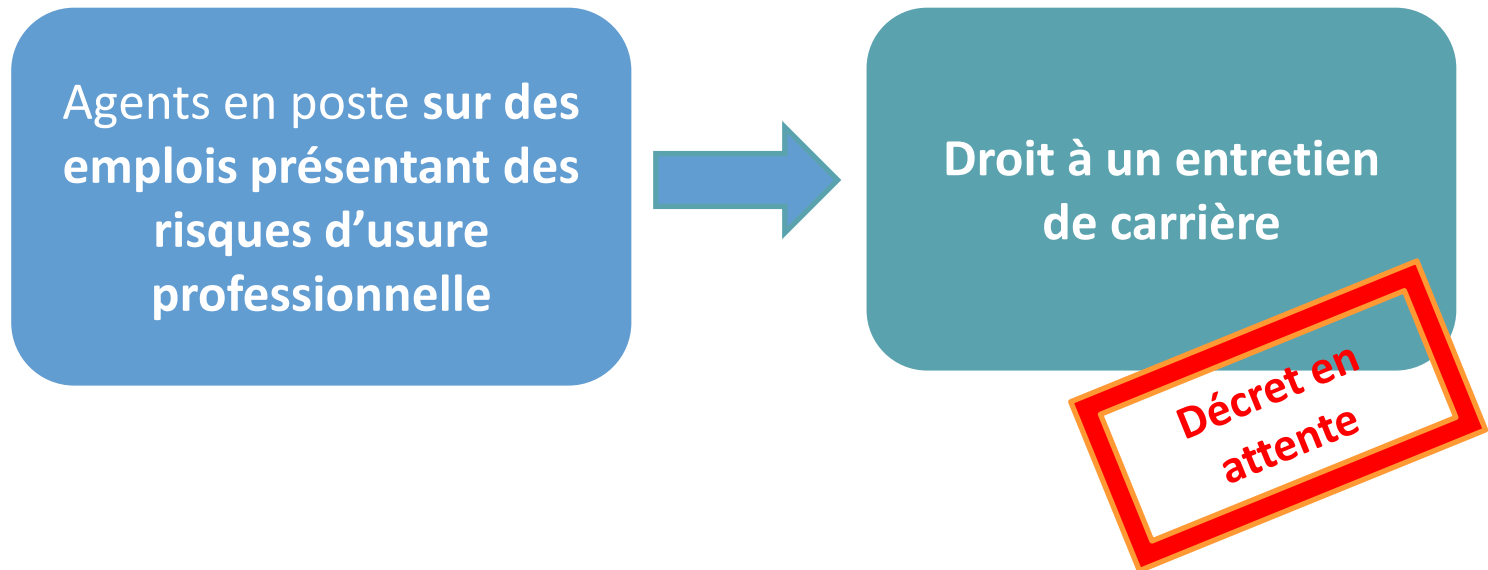 Agents en poste sur des
emplois présentant des
risques d’usure
professionnelle
Droit à un entretien
de carrière
Décret en
attente